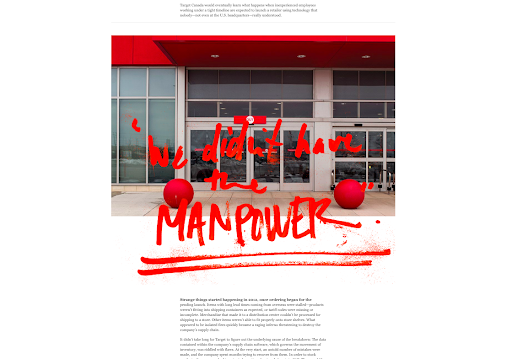 Target Canada would eventually learn what happens when inexperienced employees
working under a tight timeline are expected to launch a retailer using technology that
nobody—not even at the U.S. headquarters—really understood.
"We didn't have
the
MANPOWER".
Strange things started happening in 2012, once ordering began for the
pending launch. Items with long lead times coming from overseas were stalled—products
weren't fitting into shipping containers as expected, or tariff codes were missing or
incomplete. Merchandise that made it to a distribution centre couldn't be processed for
shipping to a store. Other items weren't able to fit properly onto store shelves. What
appeared to be isolated fires quickly became a raging inferno threatening to destroy the
company's supply chain.
It didn't take long for Target to figure out the underlying cause of the breakdown: The data
contained within the company's supply chain software, which governs the movement of
inventory, was riddled with flaws. At the very start, an untold number of mistakes were
made, and the company spent months trying to recover from them. In order to stock